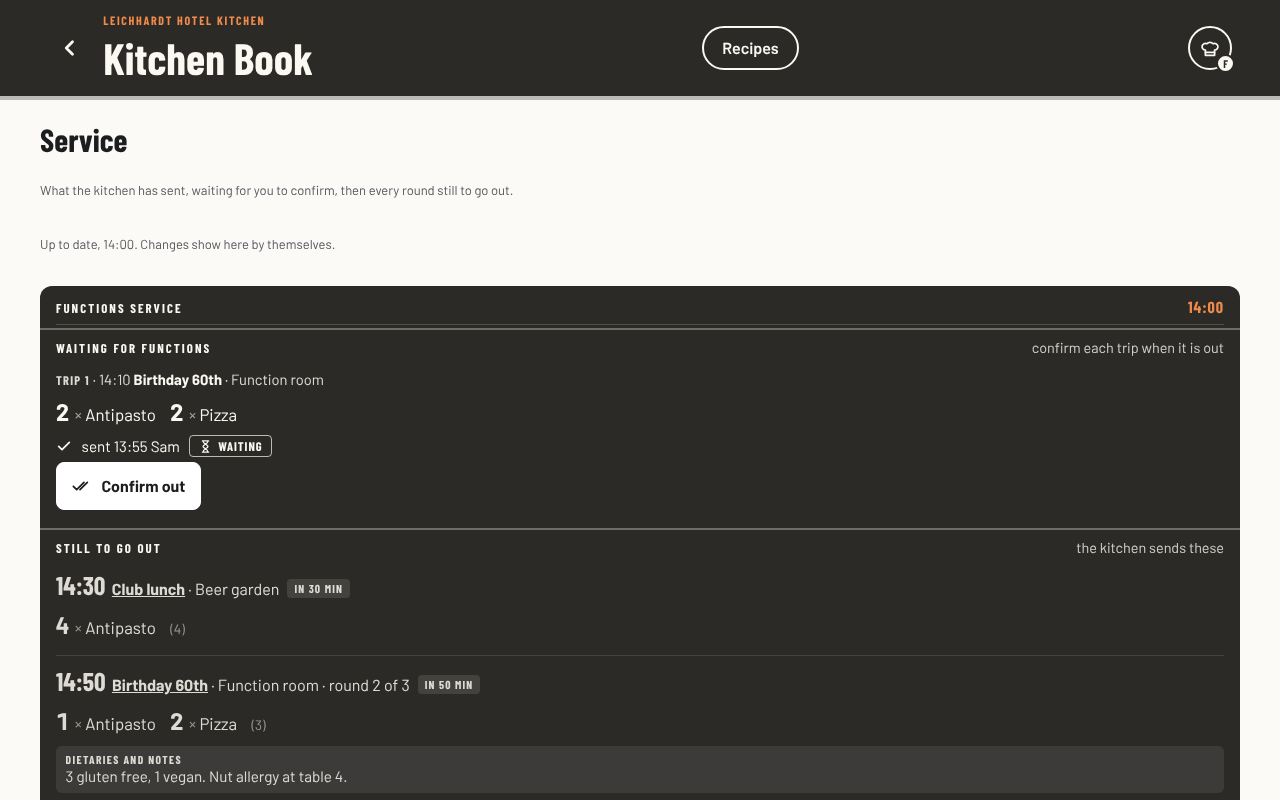 LEICHHARDT HOTEL KITCHEN
Kitchen Book
Recipes
F
Service
What the kitchen has sent, waiting for you to confirm, then every round still to go out.
Up to date, 14:00. Changes show here by themselves.
FUNCTIONS SERVICE 14:00
WAITING FOR FUNCTIONS confirm each trip when it is out
TRIP 1 · 14:10 Birthday 60th · Function room
2 × Antipasto 2 × Pizza
sent 13:55 Sam WAITING
Confirm out
STILL TO GO OUT the kitchen sends these
14:30 Club lunch · Beer garden IN 30 MIN
4 × Antipasto (4)
14:50 Birthday 60th · Function room · round 2 of 3 IN 50 MIN
1 × Antipasto 2 × Pizza (3)
DIETARIES AND NOTES
3 gluten free, 1 vegan. Nut allergy at table 4.